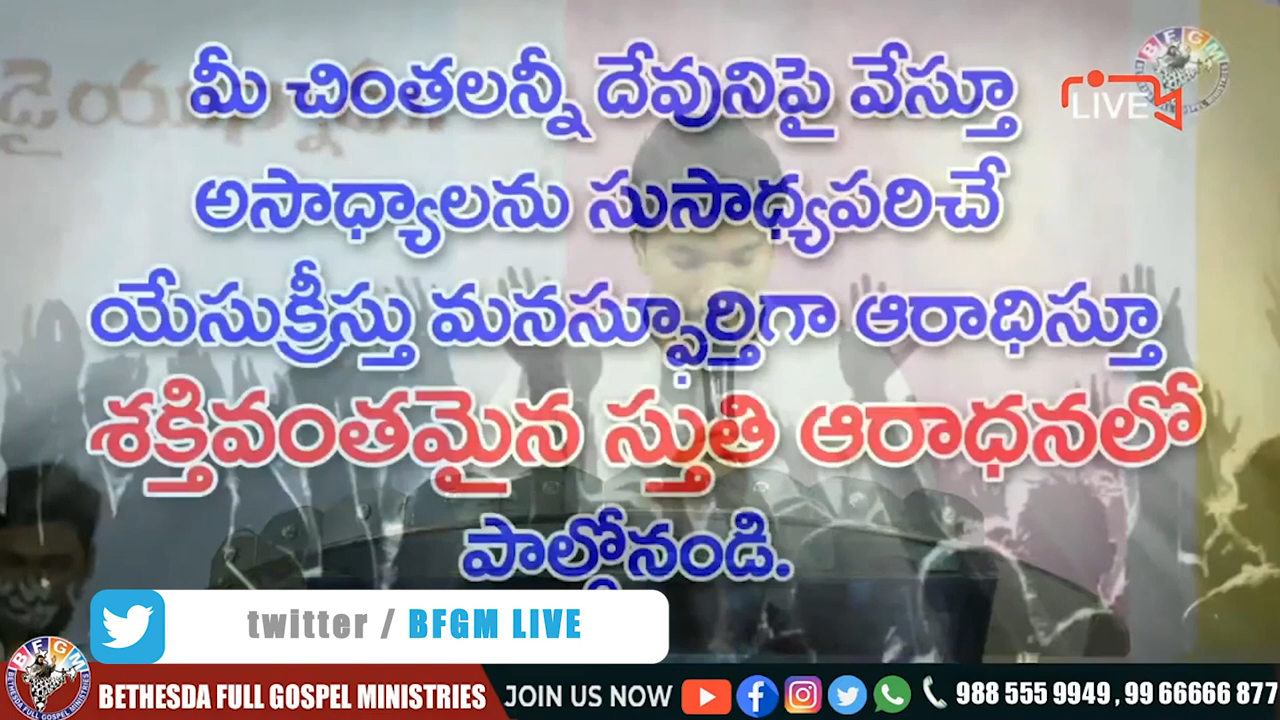 మీ చింతలన్నీ దేవునిపై వేస్తూ
LIVE
అసాధ్యాలను సుసాధ్యపరిచే
యేసుక్రీస్తు మనస్ఫూర్తిగా ఆరాధిస్తూ
శక్తివంతమైన స్తుతి ఆరాధనలో
పాల్గోనండి.
twitter / BFGM LIVE
BETHESDA FULL GOSPEL MINISTRIES JOIN US NOW 988 555 9949 , 99 66666 877